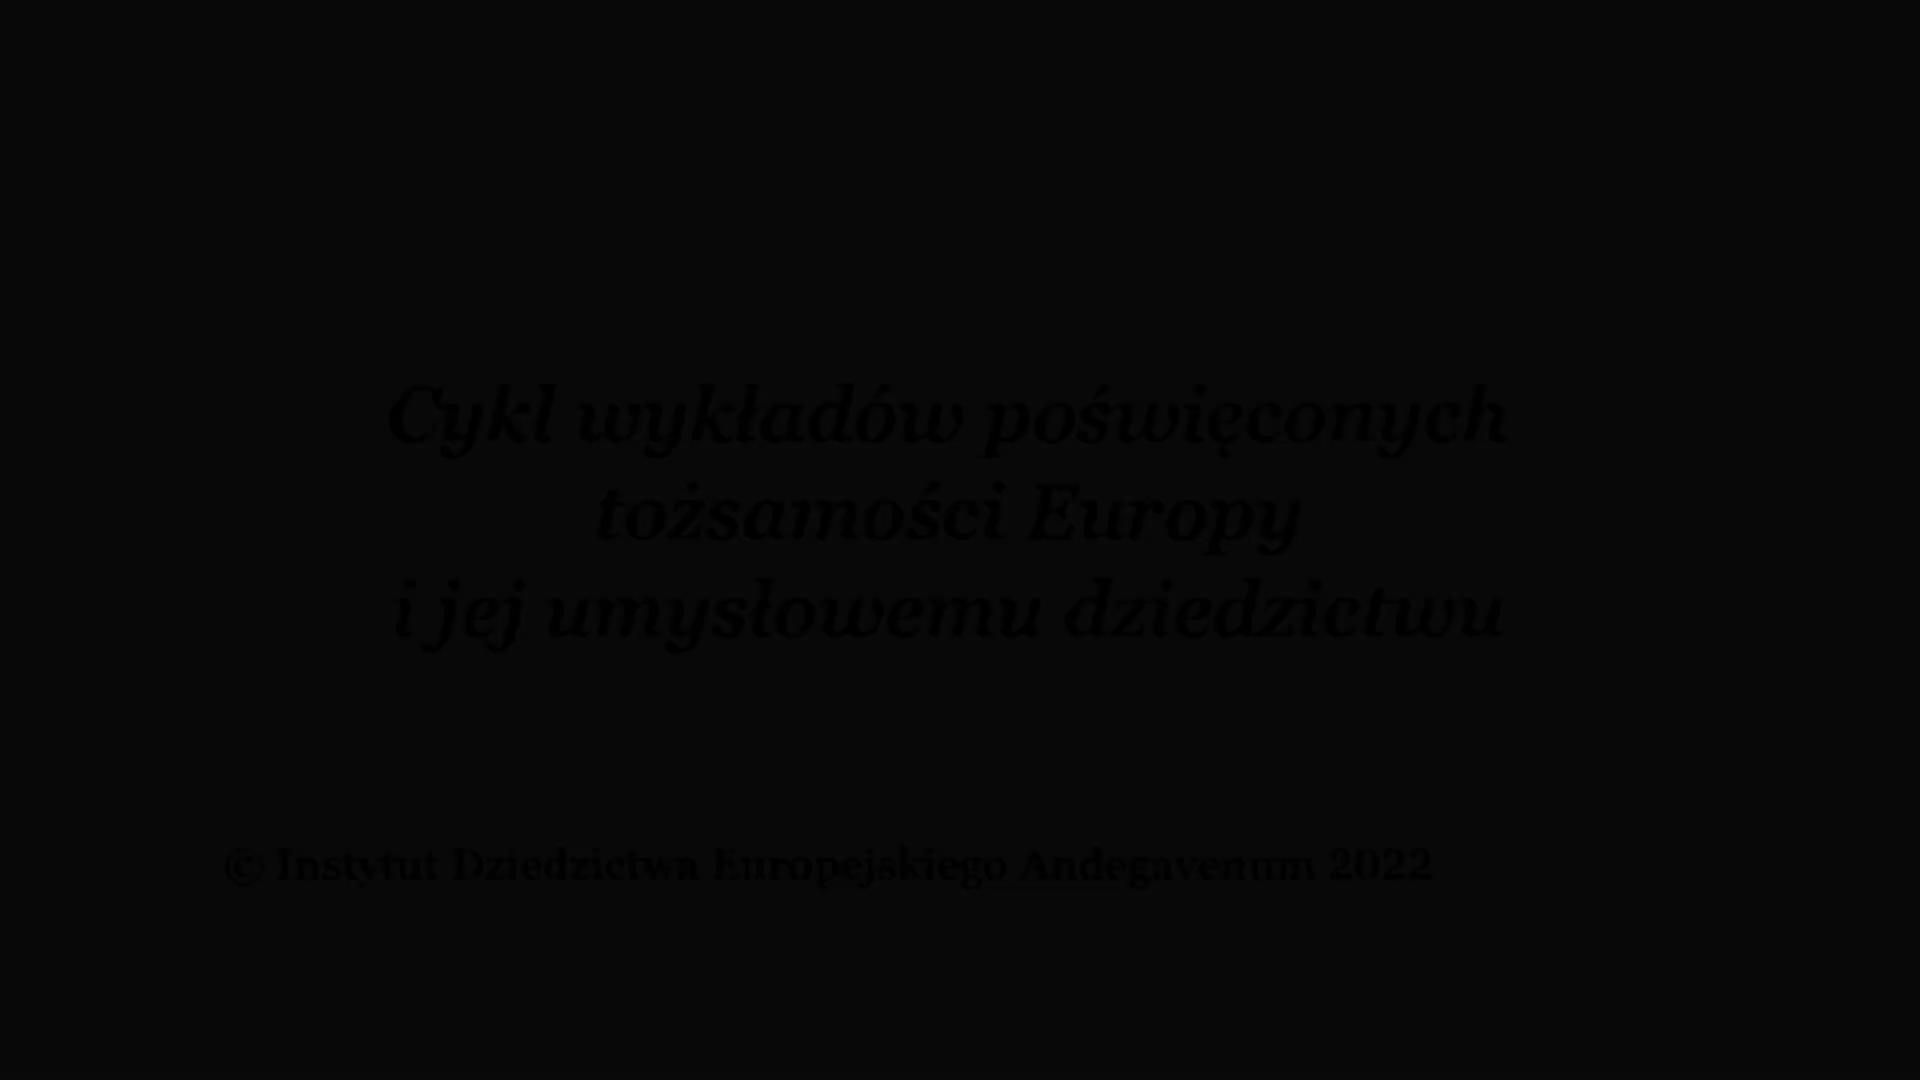 Cykl wykładów poświęconych
tożsamości Europy
i jej umysłowemu dziedzictwu
© Instytut Dziedzictwa Europejskiego Andegavenum 2022